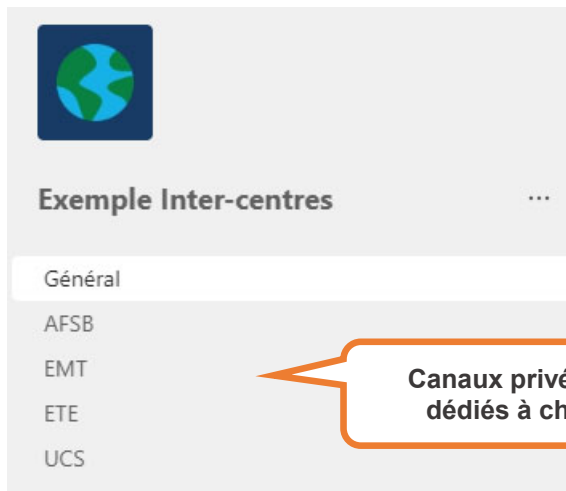 Exemple Inter-centres ...
Général
AFSB
EMT
Canaux
dédiés à
ETE
UCS